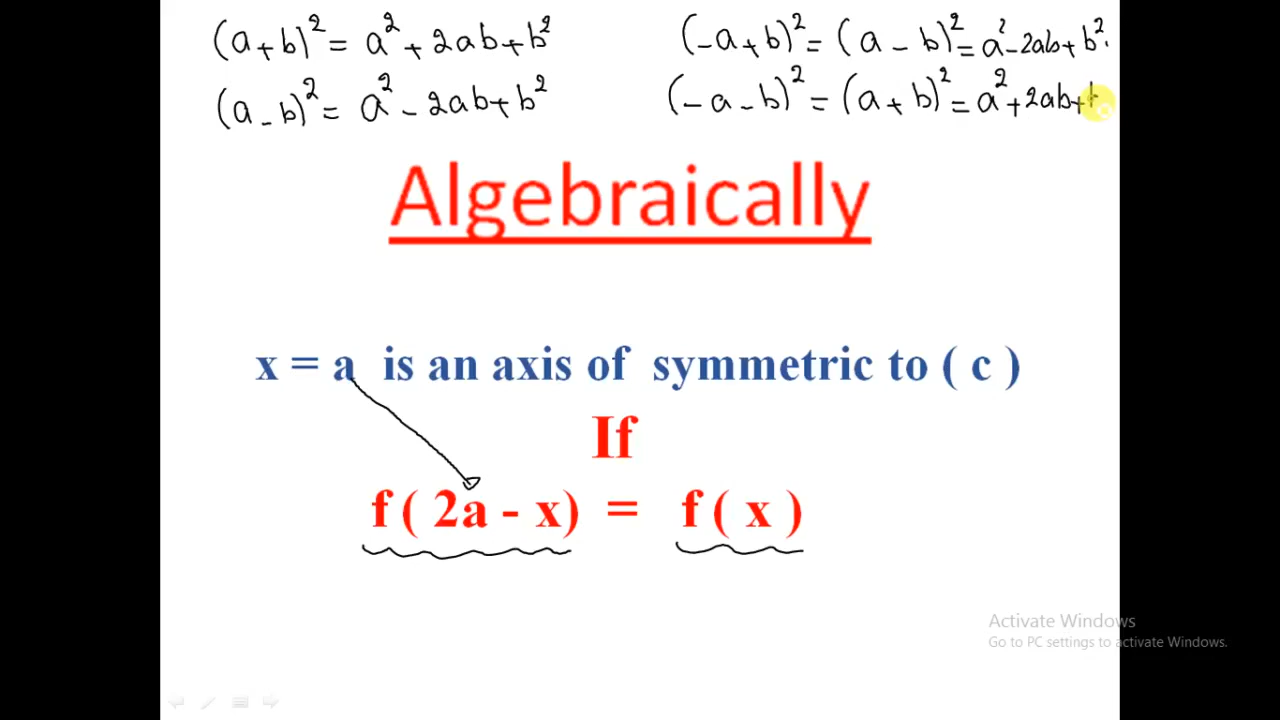 (a+b)² = a² + 2ab + b²
(a - b)² = a² - 2ab + b²
(-a+b)² = (a - b)² = a² - 2ab + b².
(-a - b)² = (a + b)² = a² + 2ab +
Algebraically
x = a is an axis of symmetric to ( c )
If
f ( 2a - x) = f ( x )
Activate Windows
Go to PC settings to activate Windows.